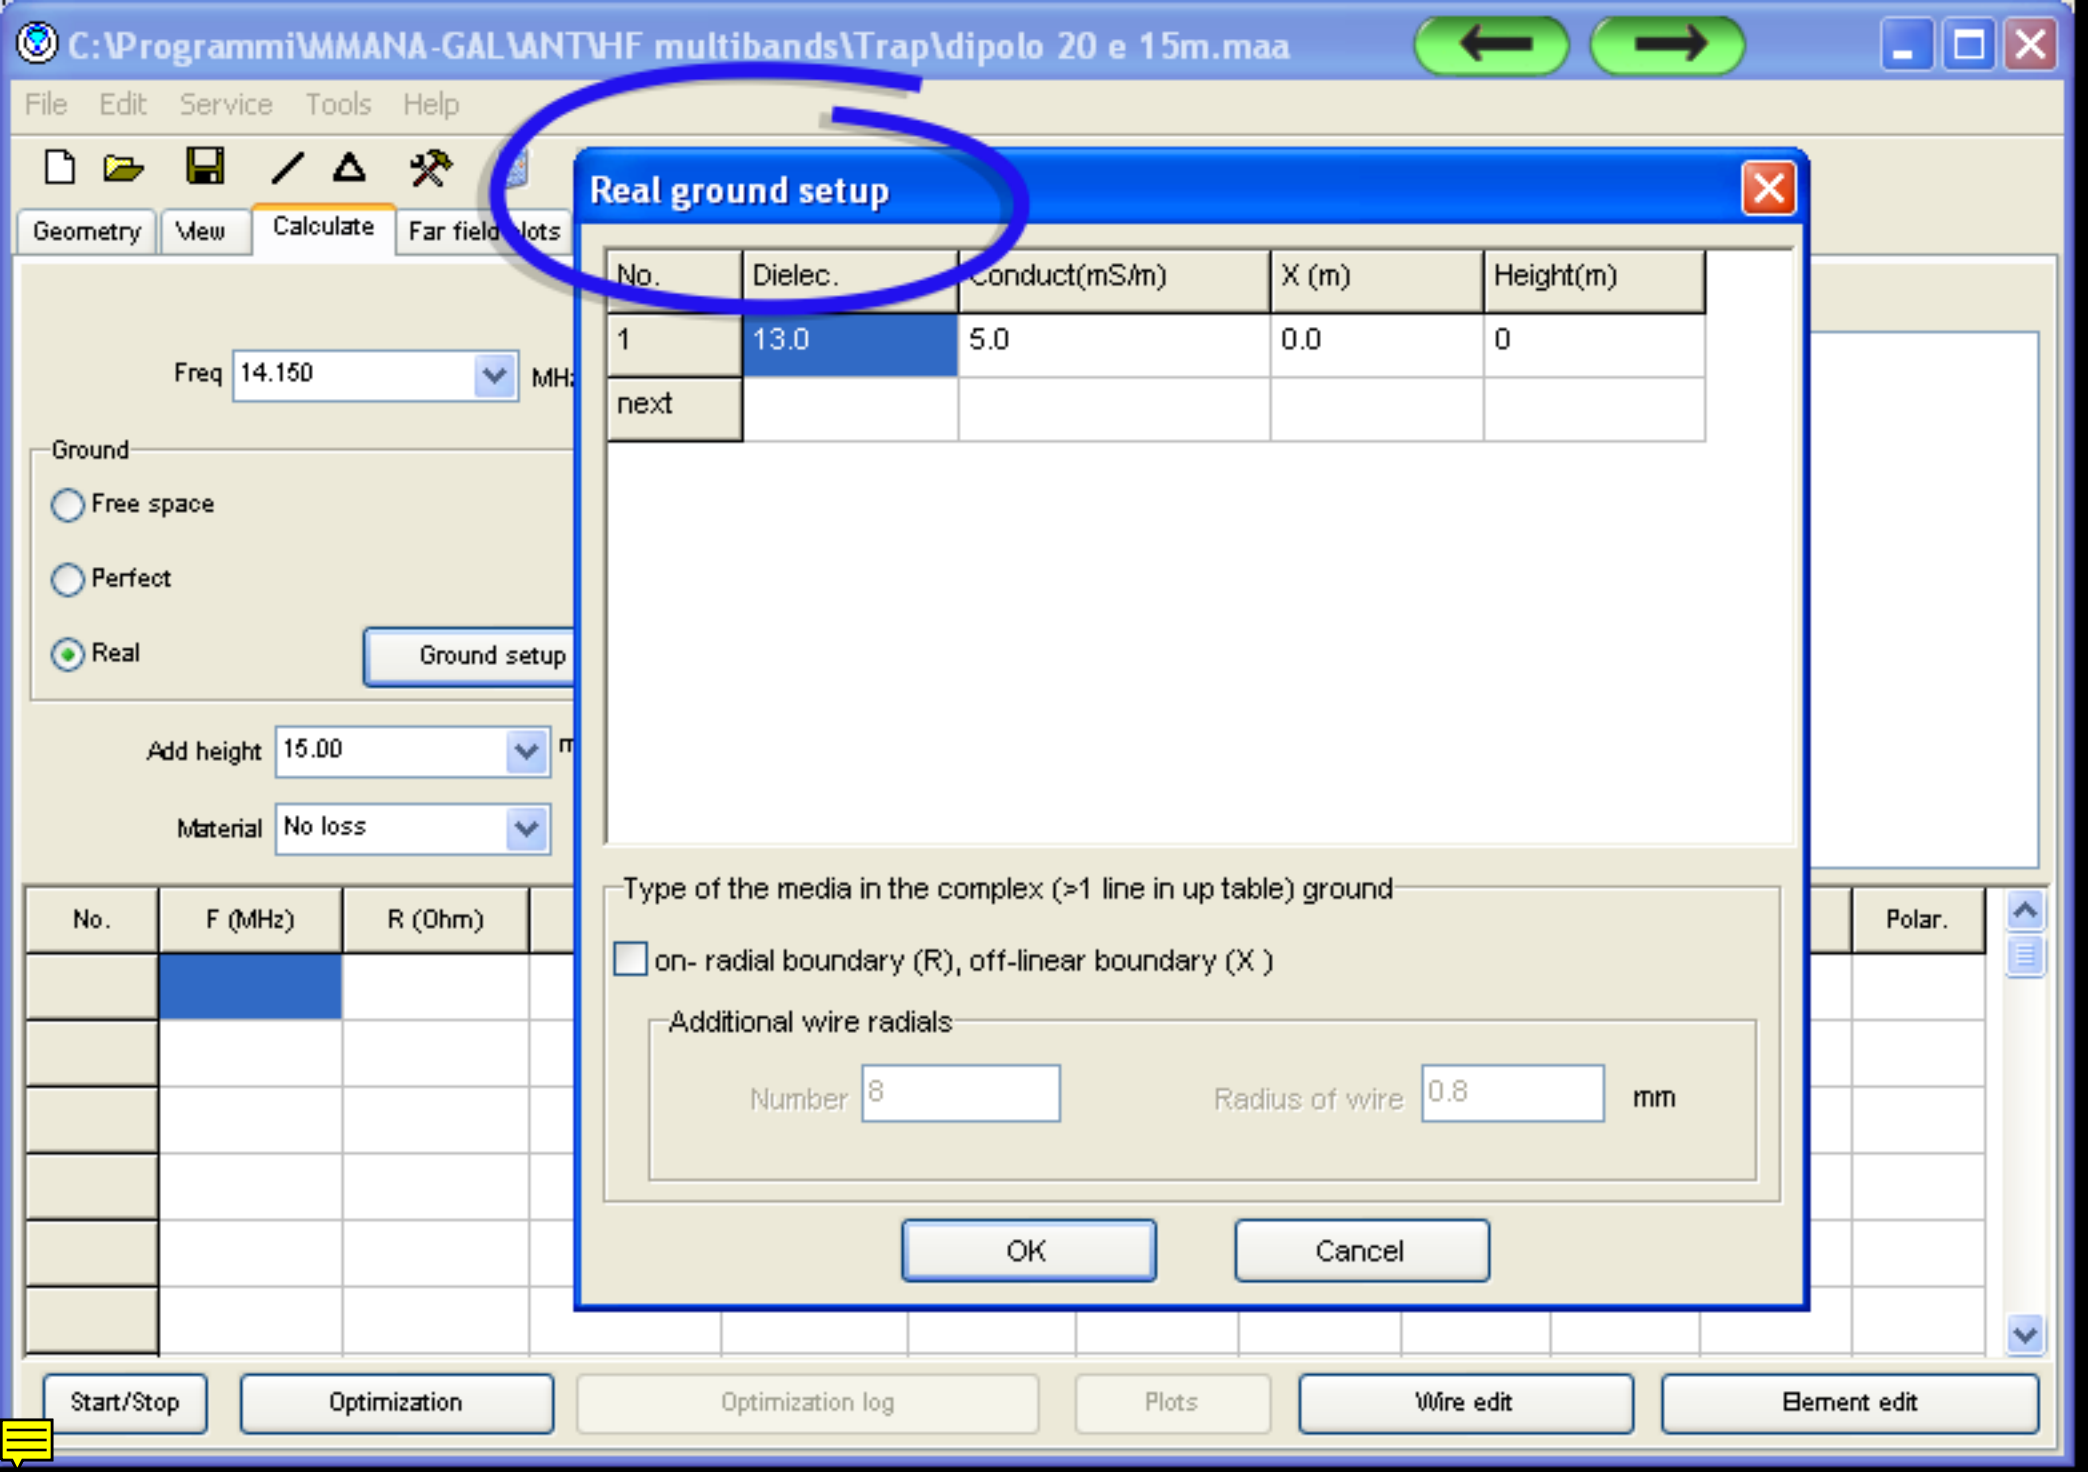 C:\Programmi\MMANA-GAL\ANT\HF multibands\Trap\dipolo 20 e 15m.maa
File Edit Service Tools Help
Geometry View Calculate Far field plots
Freq 14.150 MHz
Ground
Free space
Perfect
Real Ground setup
Add height 15.00 m
Material No loss
No. F (MHz) R (Ohm) Polar.
Real ground setup
No. Dielec. Conduct(mS/m) X (m) Height(m)
1 13.0 5.0 0.0 0
next
Type of the media in the complex (>1 line in up table) ground
on- radial boundary (R), off-linear boundary (X )
Additional wire radials
Number 8 Radius of wire 0.8 mm
OK Cancel
Start/Stop Optimization Optimization log Plots Wire edit Element edit